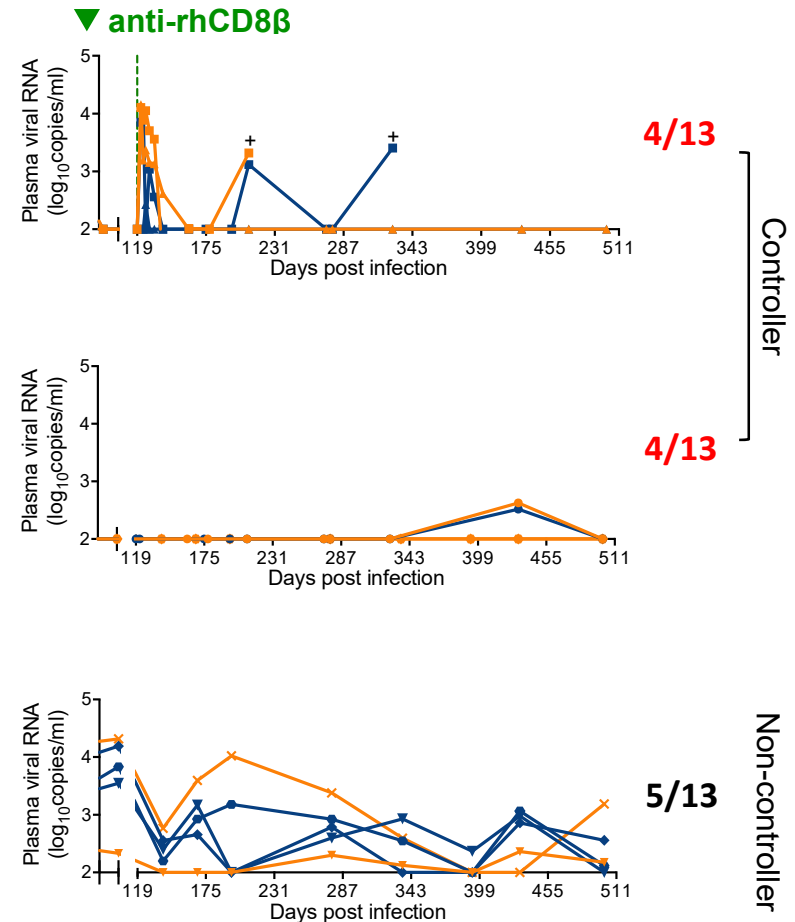 ▼ anti-rhCD8β
Plasma viral RNA
(log10copies/ml)
5
4
3
2
+
+
119 175 231 287 343 399 455 511
Days post infection
4/13
Controller
Plasma viral RNA
(log10copies/ml)
5
4
3
2
119 175 231 287 343 399 455 511
Days post infection
4/13
Plasma viral RNA
(log10copies/ml)
5
4
3
2
119 175 231 287 343 399 455 511
Days post infection
5/13
Non-controller